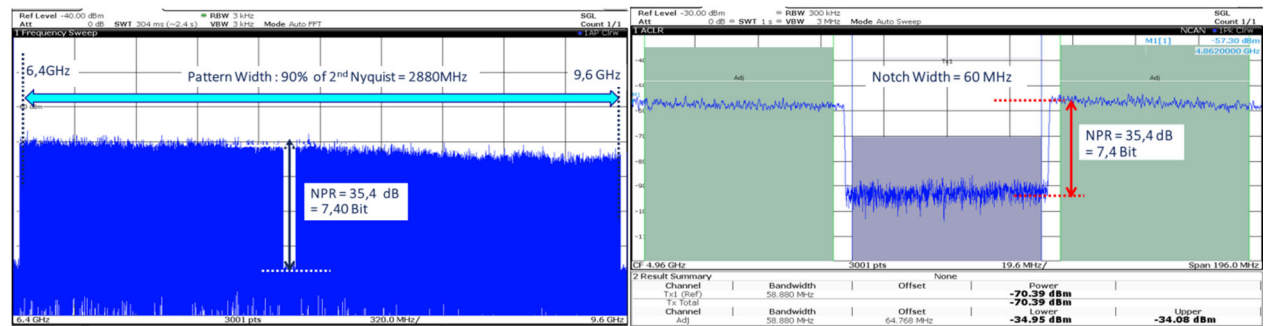 Ref Level -40.00 dBm RBW 3 kHz SGL
Att 0 dB SWT 304 ms (~2.4 s) VBW 3 kHz Mode Auto FFT Count 1/1
1 Frequency Sweep 1AP Clrw
6,4GHz
Pattern Width : 90% of 2nd Nyquist = 2880MHz
9,6 GHz
NPR = 35,4 dB
= 7,40 Bit
6.4 GHz 3001 pts 320.0 MHz/ 9.6 GHz
Ref Level -30.00 dBm RBW 300 kHz SGL
Att 0 dB SWT 1 s VBW 3 MHz Mode Auto Sweep Count 1/1
1 ACLR NCAN 1Pk Clrw
M1[1] -57.30 dBm
4.8620000 GHz
Tx1
Adj Notch Width = 60 MHz Adj
M1
NPR = 35,4 dB
= 7,4 Bit
CF 4.96 GHz 3001 pts 19.6 MHz/ Span 196.0 MHz
2 Result Summary None
Channel Bandwidth Offset Power
Tx1 (Ref) 58.880 MHz -70.39 dBm
Tx Total -70.39 dBm
Channel Bandwidth Offset Lower Upper
Adj 58.880 MHz 64.768 MHz -34.95 dBm -34.08 dBm